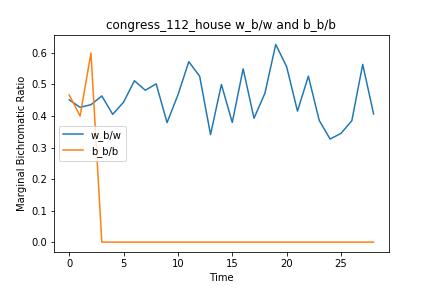 congress_112_house w_b/w and b_b/b
Marginal Bichromatic Ratio
0.6
0.5
0.4
0.3
0.2
0.1
0.0
w_b/w
b_b/b
0 5 10 15 20 25
Time